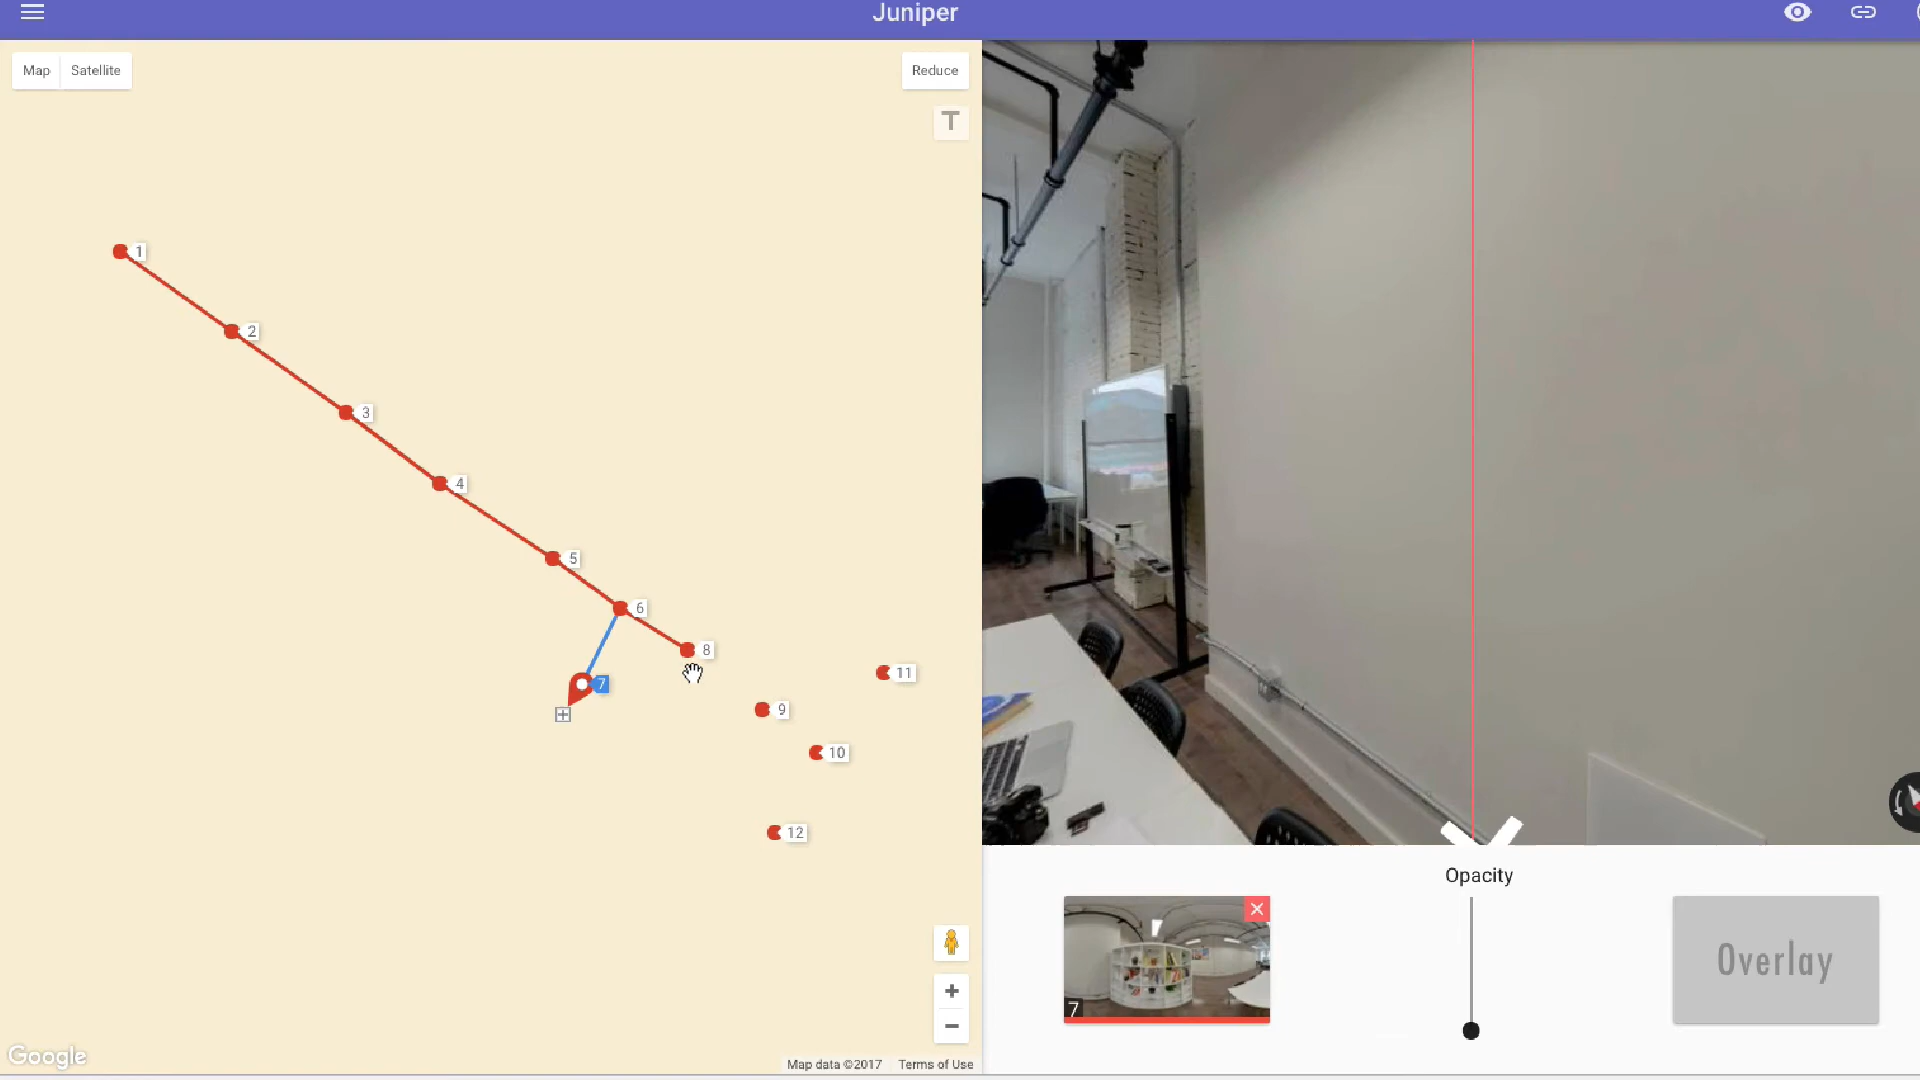 Juniper
Map
Satellite
Reduce
T
1
2
3
4
5
6
8
7
11
9
10
12
Google
Map data ©2017
Terms of Use
Opacity
7
Overlay